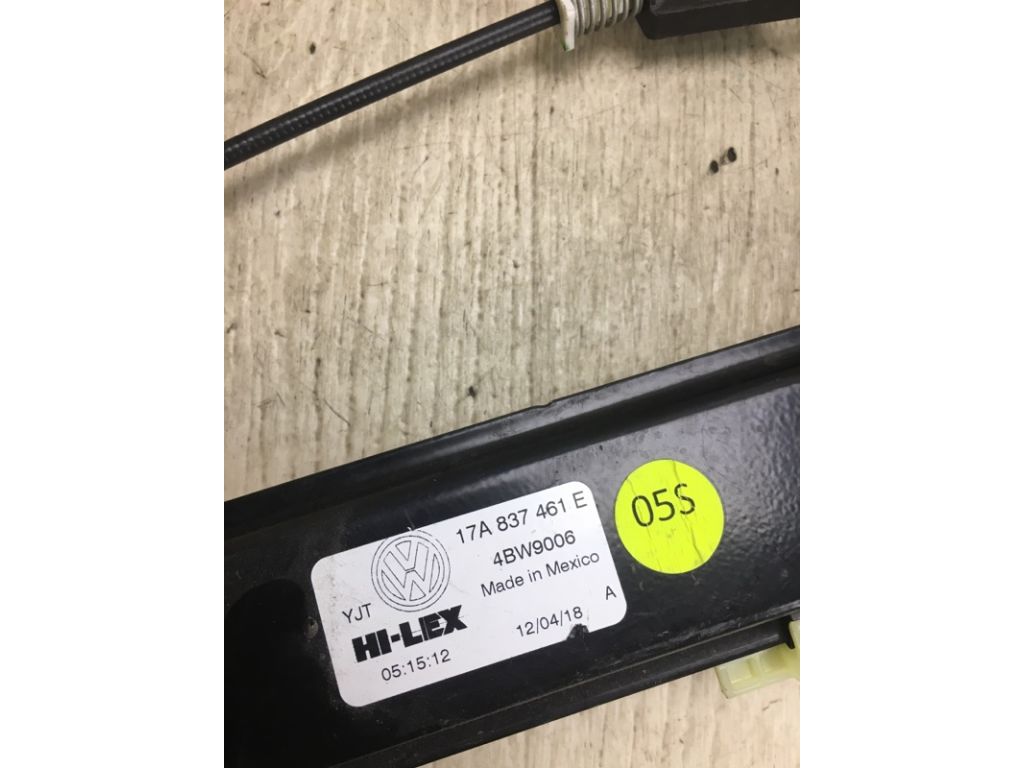 17A 837 461 E
4BW9006
Made in Mexico
YJT
HI-LEX
12/04/18 A
05:15:12
05S